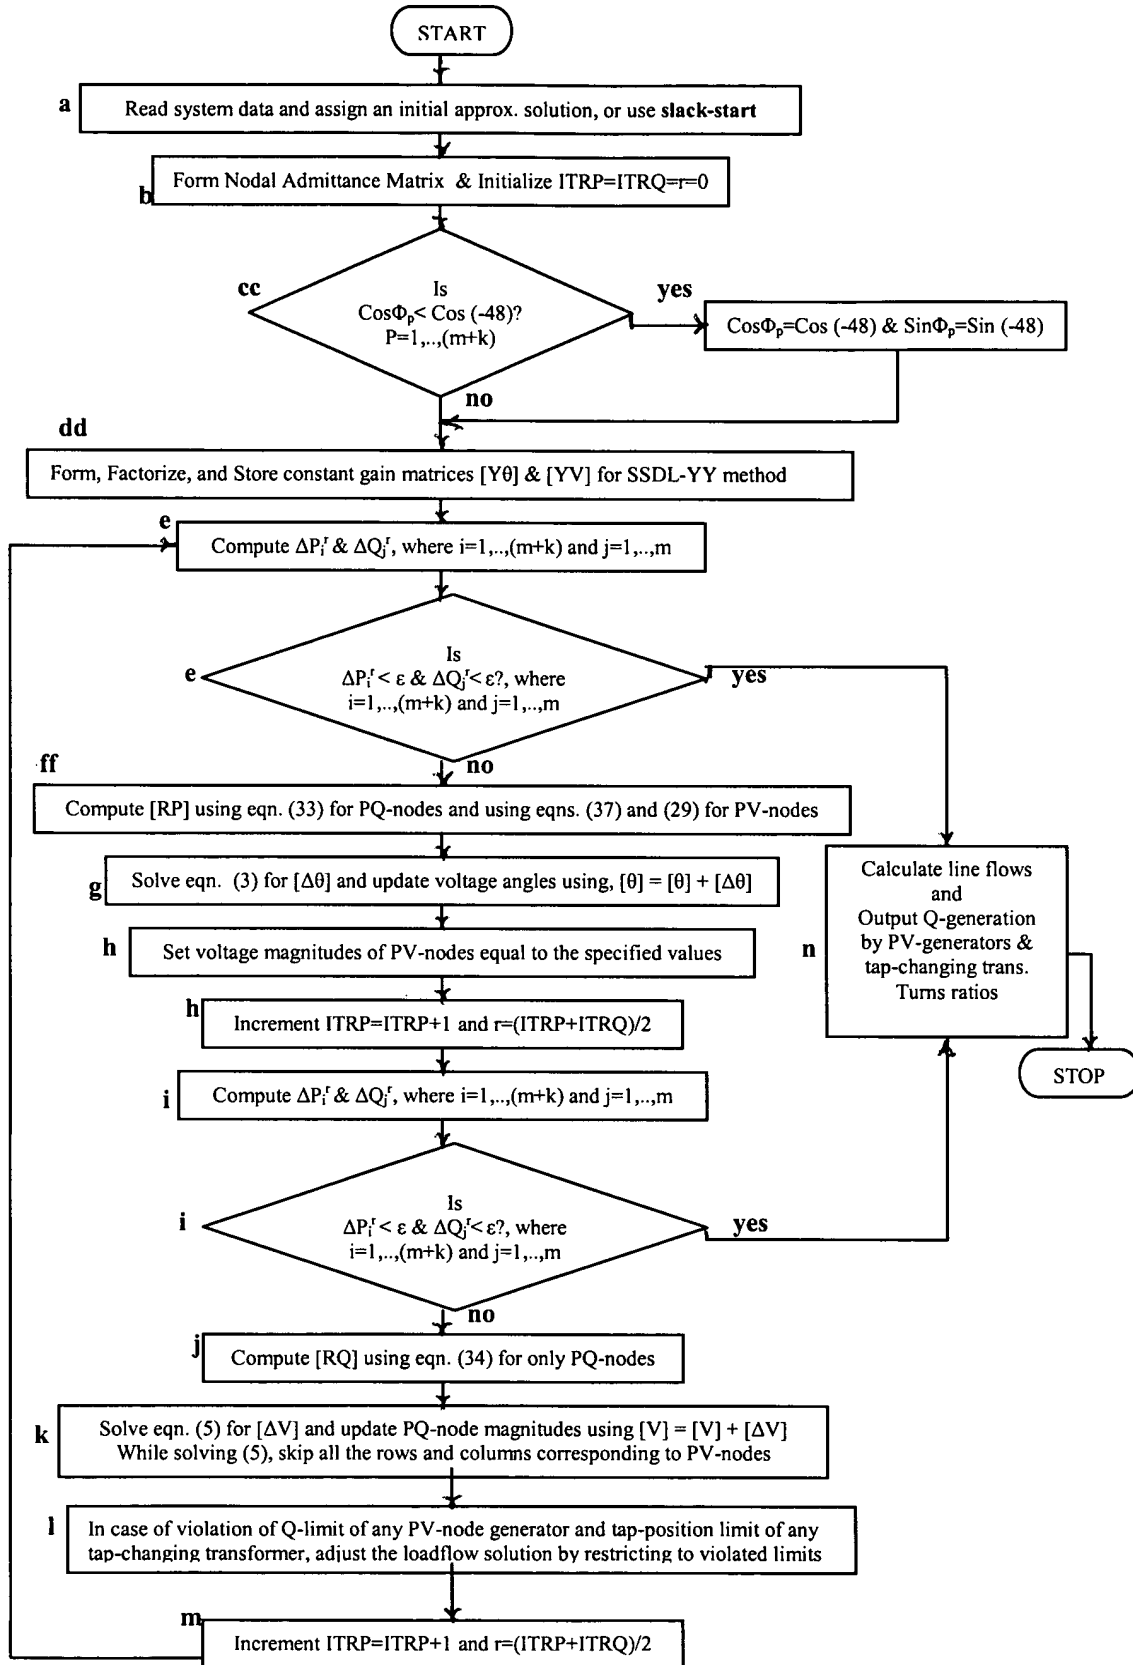 START
a
Read system data and assign an initial approx. solution, or use slack-start
b
Form Nodal Admittance Matrix & Initialize ITRP=ITRQ=r=0
cc
Is
CosΦp< Cos (-48)?
P=1,..,(m+k)
yes
CosΦp=Cos (-48) & SinΦp=Sin (-48)
no
dd
Form, Factorize, and Store constant gain matrices [Yθ] & [YV] for SSDL-YY method
e
Compute ΔPi^r & ΔQj^r, where i=1,..,(m+k) and j=1,..,m
e
Is
ΔPi^r < ε & ΔQj^r < ε?, where
i=1,..,(m+k) and j=1,..,m
yes
no
ff
Compute [RP] using eqn. (33) for PQ-nodes and using eqns. (37) and (29) for PV-nodes
g
Solve eqn. (3) for [Δθ] and update voltage angles using, [θ] = [θ] + [Δθ]
h
Set voltage magnitudes of PV-nodes equal to the specified values
n
Calculate line flows
and
Output Q-generation
by PV-generators &
tap-changing trans.
Turns ratios
STOP
h
Increment ITRP=ITRP+1 and r=(ITRP+ITRQ)/2
i
Compute ΔPi^r & ΔQj^r, where i=1,..,(m+k) and j=1,..,m
i
Is
ΔPi^r < ε & ΔQj^r < ε?, where
i=1,..,(m+k) and j=1,..,m
yes
no
j
Compute [RQ] using eqn. (34) for only PQ-nodes
k
Solve eqn. (5) for [ΔV] and update PQ-node magnitudes using [V] = [V] + [ΔV]
While solving (5), skip all the rows and columns corresponding to PV-nodes
l
In case of violation of Q-limit of any PV-node generator and tap-position limit of any
tap-changing transformer, adjust the loadflow solution by restricting to violated limits
m
Increment ITRP=ITRP+1 and r=(ITRP+ITRQ)/2